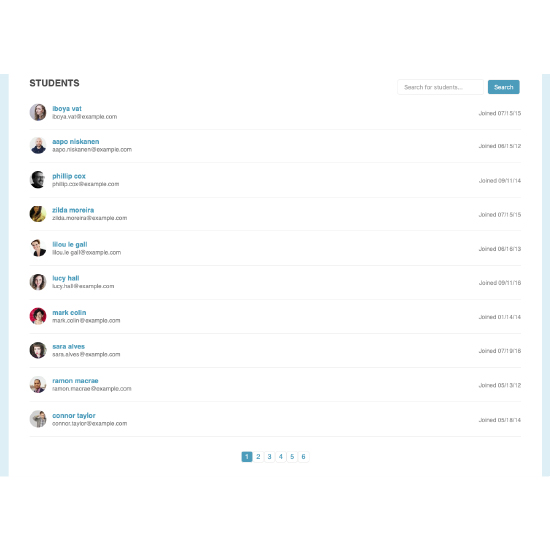 STUDENTS
Search for students...
Search
iboya vat
iboya.vat@example.com
Joined 07/15/15
aapo niskanen
aapo.niskanen@example.com
Joined 06/15/12
phillip cox
phillip.cox@example.com
Joined 09/11/14
zilda moreira
zilda.moreira@example.com
Joined 07/15/15
lilou le gall
lilou.le gall@example.com
Joined 06/16/13
lucy hall
lucy.hall@example.com
Joined 09/11/16
mark colin
mark.colin@example.com
Joined 01/14/14
sara alves
sara.alves@example.com
Joined 07/19/16
ramon macrae
ramon.macrae@example.com
Joined 05/13/12
connor taylor
connor.taylor@example.com
Joined 05/18/14
1 2 3 4 5 6